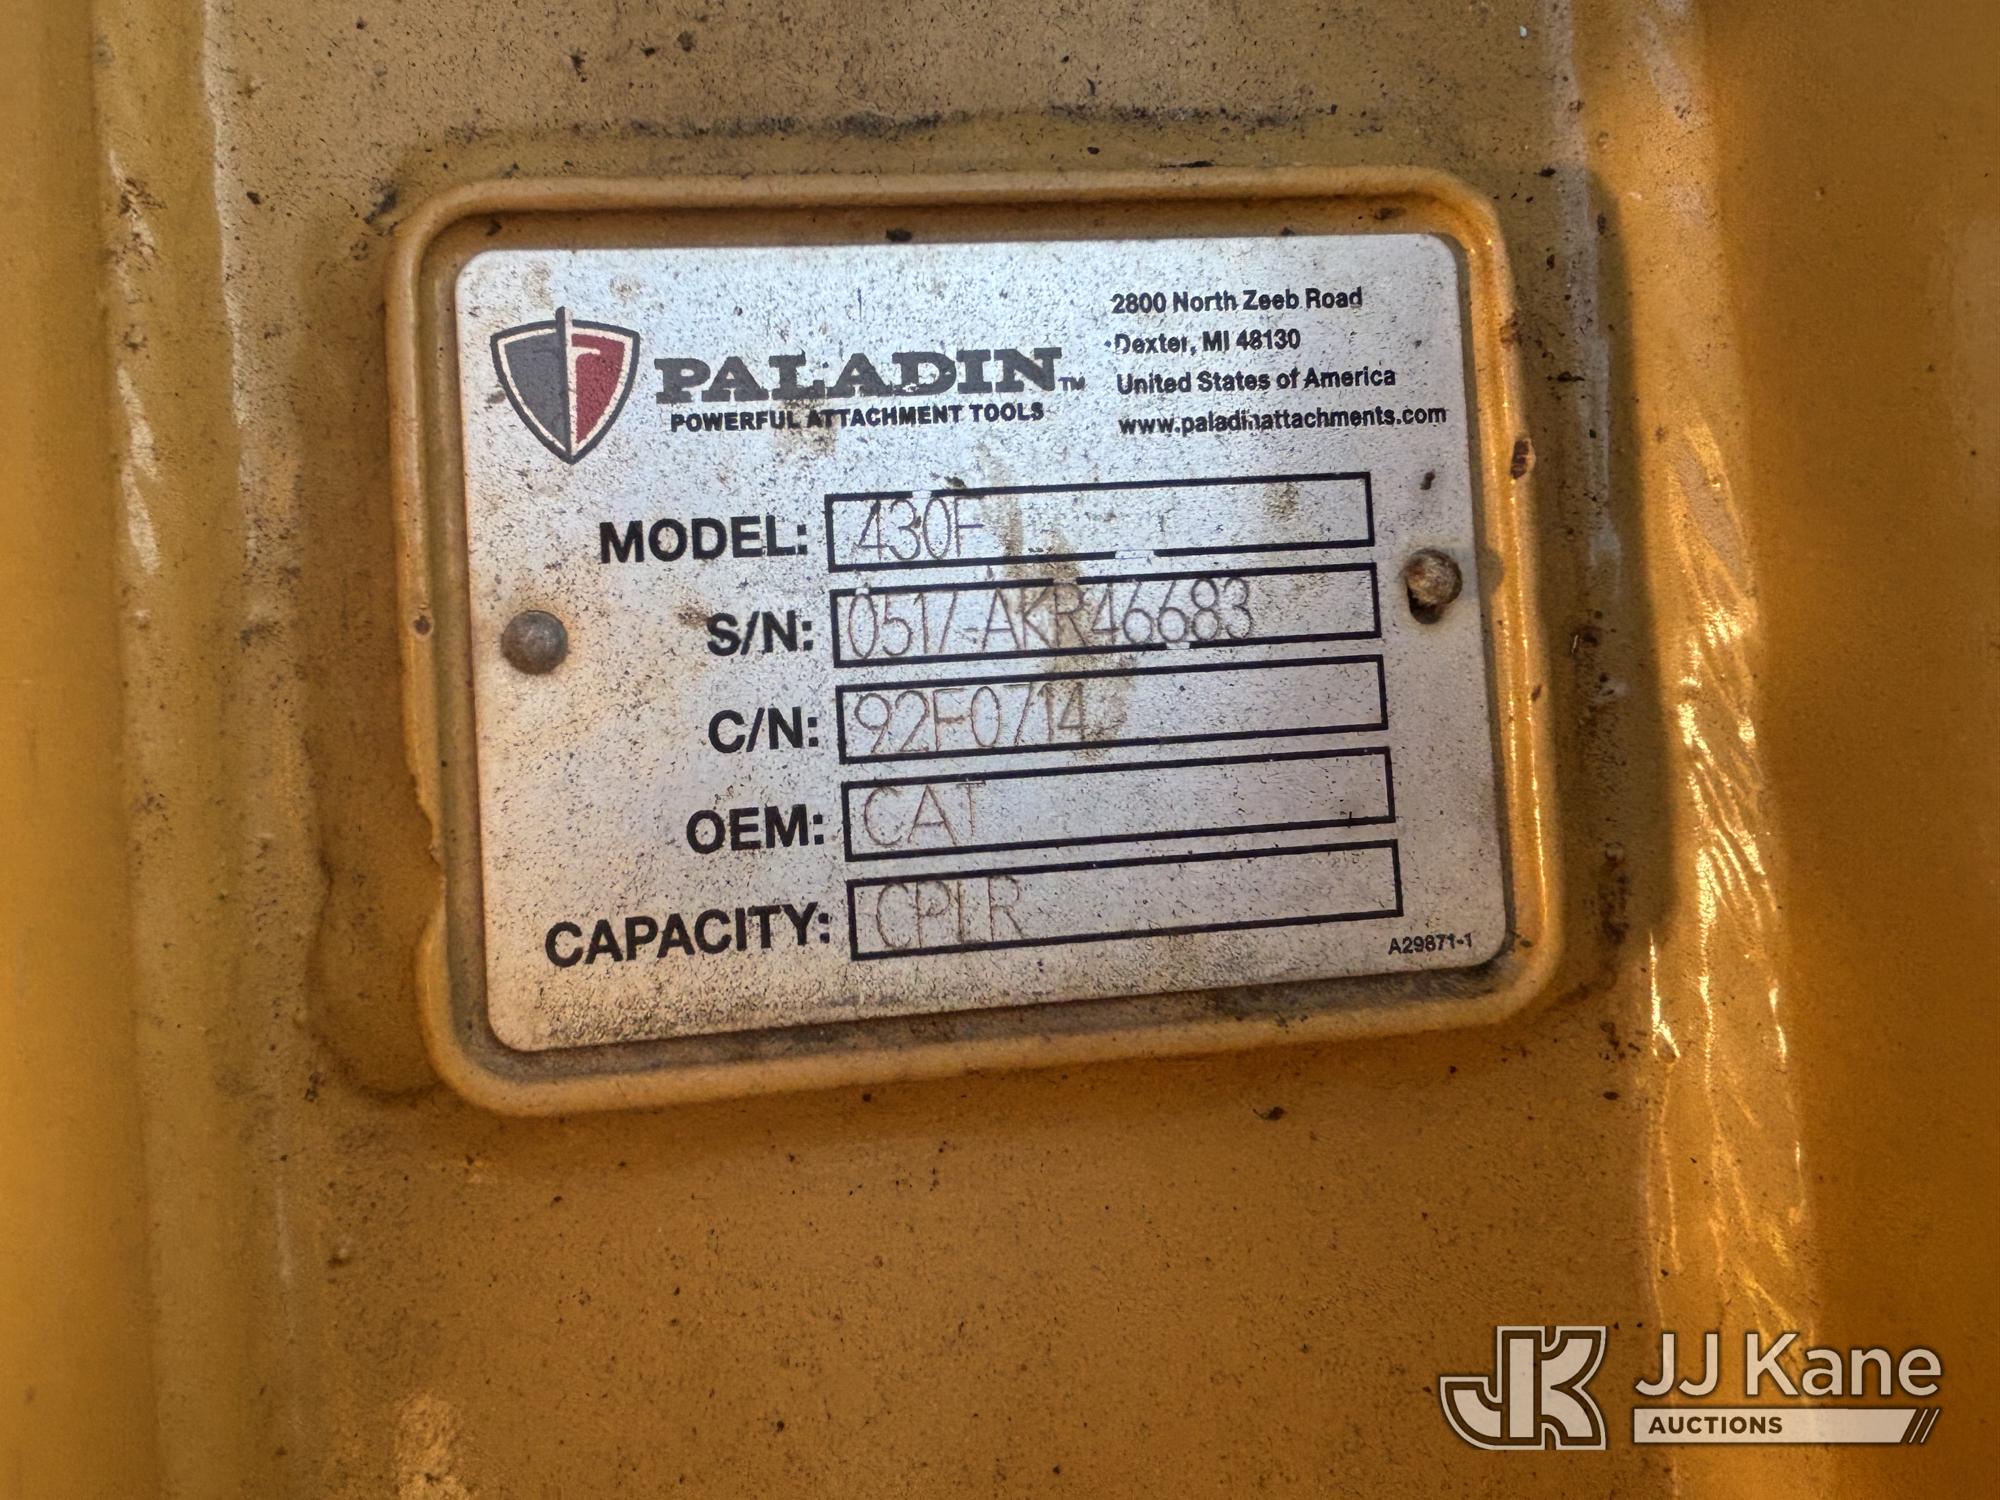 PALADIN™
POWERFUL ATTACHMENT TOOLS
2800 North Zeeb Road
Dexter, MI 48130
United States of America
www.paladinattachments.com
MODEL: 430F
S/N: 0517-AKR46683
C/N: 92F0714
OEM: CAT
CAPACITY: CPLR
A29871-1
JK JJ Kane
AUCTIONS